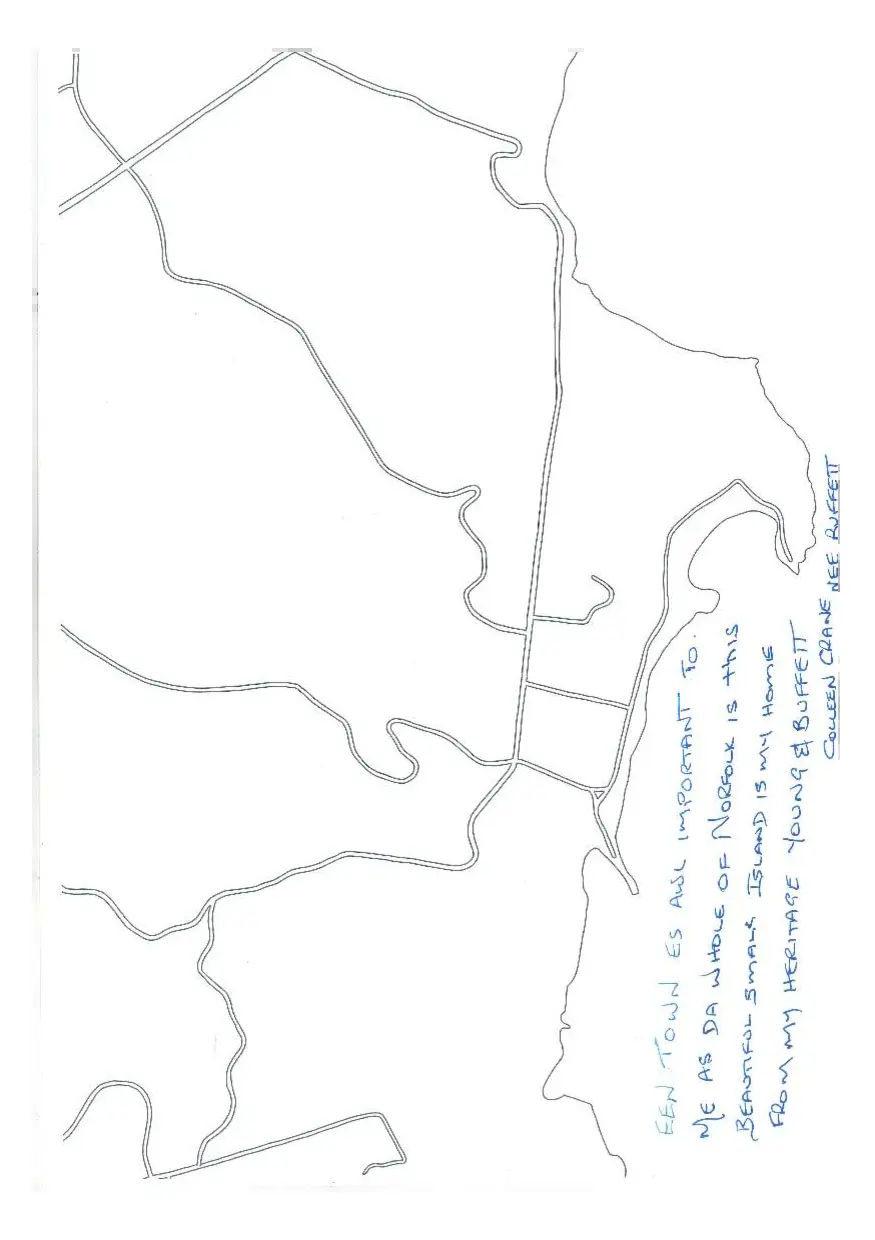 EEN TOWN ES AWL IMPORTANT TO.
ME AS DA WHOLE OF NORFOLK IS THIS
BEAUTIFUL SMALL ISLAND IS MY HOME
FROM MY HERITAGE YOUNG & BUFFETT
COLLEEN CRANE NEE BUFFETT